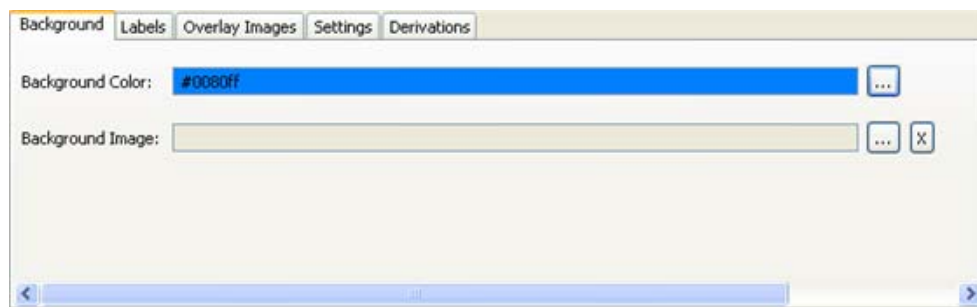 Background Labels Overlay Images Settings Derivations
Background Color: #0080ff ...
Background Image: ... X